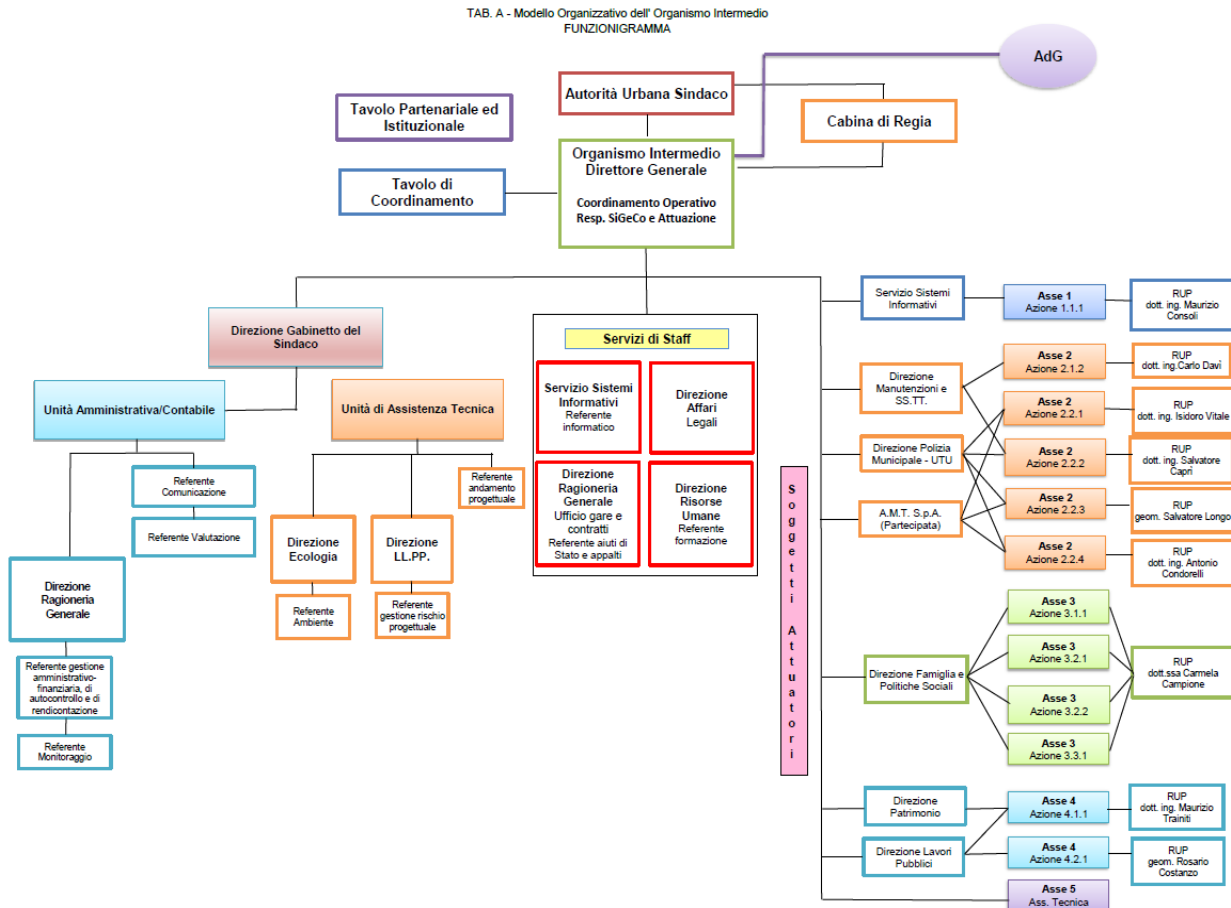 TAB. A - Modello Organizzativo dell' Organismo Intermedio
FUNZIONIGRAMMA
AdG
Autorità Urbana Sindaco
Tavolo Partenariale ed
Istituzionale
Cabina di Regia
Organismo Intermedio
Direttore Generale
Coordinamento Operativo
Resp. SiGeCo e Attuazione
Tavolo di
Coordinamento
Direzione Gabinetto del
Sindaco
Unità Amministrativa/Contabile
Unità di Assistenza Tecnica
Referente
Comunicazione
Referente Valutazione
Direzione
Ragioneria
Generale
Referente gestione
amministrativo-
finanziaria, di
autocontrollo e di
rendicontazione
Referente
Monitoraggio
Referente
andamento
progettuale
Direzione
Ecologia
Direzione
LL.PP.
Referente
Ambiente
Referente
gestione rischio
progettuale
Servizi di Staff
Servizio Sistemi
Informativi
Referente
informatico
Direzione
Affari
Legali
Direzione
Ragioneria
Generale
Ufficio gare e
contratti
Referente aiuti di
Stato e appalti
Direzione
Risorse
Umane
Referente
formazione
Soggetti Attuatori
Servizio Sistemi
Informativi
Asse 1
Azione 1.1.1
RUP
dott. ing. Maurizio
Consoli
Direzione
Manutenzioni e
SS.TT.
Direzione Polizia
Municipale - UTU
A.M.T. S.p.A.
(Partecipata)
Asse 2
Azione 2.1.2
RUP
dott. ing.Carlo Davì
Asse 2
Azione 2.2.1
RUP
dott. ing. Isidoro Vitale
Asse 2
Azione 2.2.2
RUP
dott. ing. Salvatore
Caprì
Asse 2
Azione 2.2.3
RUP
geom. Salvatore Longo
Asse 2
Azione 2.2.4
RUP
dott. ing. Antonio
Condorelli
Direzione Famiglia e
Politiche Sociali
Asse 3
Azione 3.1.1
Asse 3
Azione 3.2.1
Asse 3
Azione 3.2.2
Asse 3
Azione 3.3.1
RUP
dott.ssa Carmela
Campione
Direzione
Patrimonio
Direzione Lavori
Pubblici
Asse 4
Azione 4.1.1
RUP
dott. ing. Maurizio
Trainiti
Asse 4
Azione 4.2.1
RUP
geom. Rosario
Costanzo
Asse 5
Ass. Tecnica